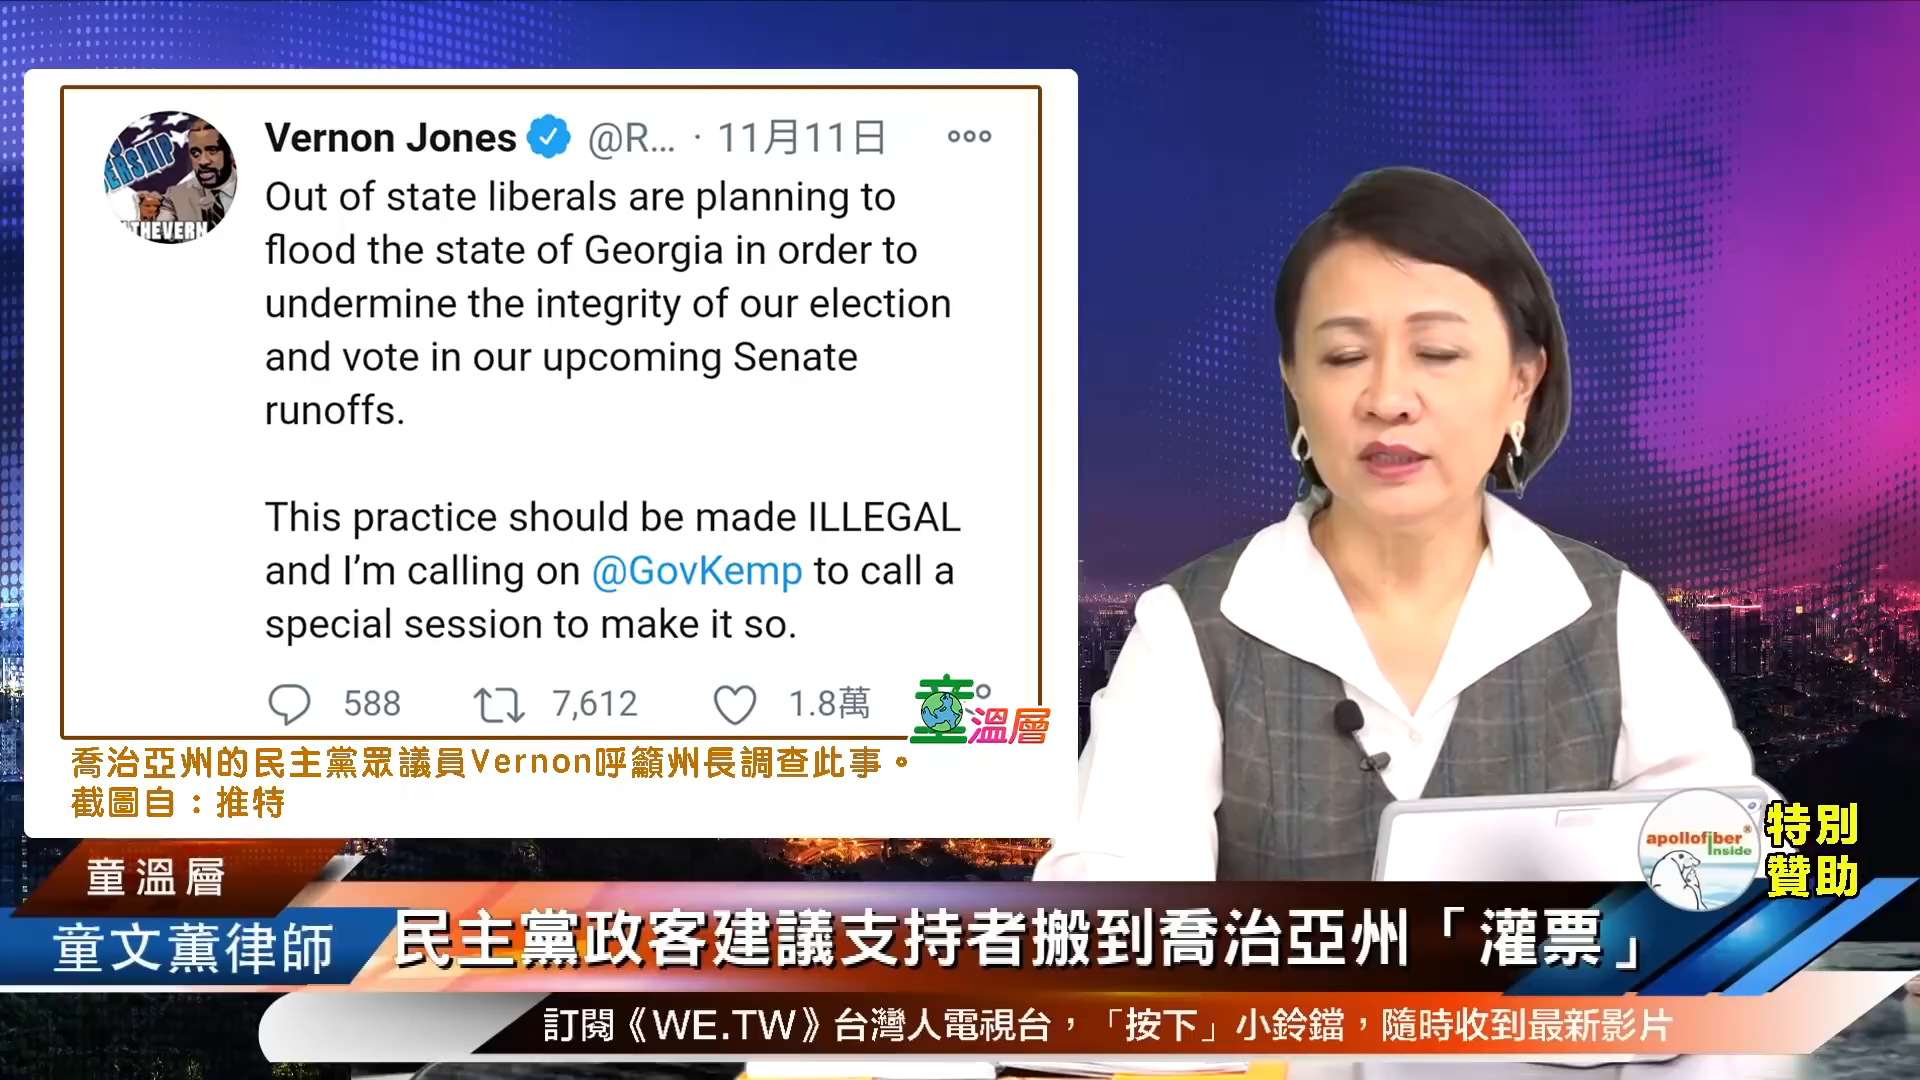 Vernon Jones @R... · 11月11日
Out of state liberals are planning to
flood the state of Georgia in order to
undermine the integrity of our election
and vote in our upcoming Senate
runoffs.
This practice should be made ILLEGAL
and I'm calling on @GovKemp to call a
special session to make it so.
588 7,612 1.8萬
童溫層
喬治亞州的民主黨眾議員Vernon呼籲州長調查此事。
截圖自：推特
apollofiber®
inside
特別
贊助
童溫層
童文薰律師
民主黨政客建議支持者搬到喬治亞州「灌票」
訂閱《WE.TW》台灣人電視台，「按下」小鈴鐺，隨時收到最新影片